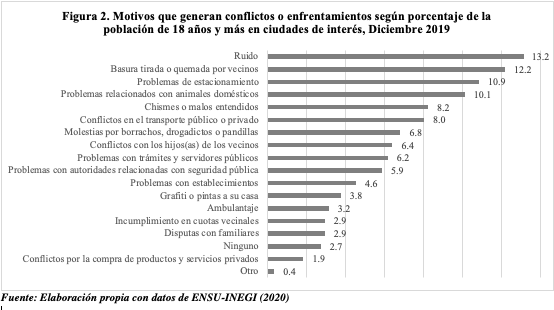 Figura 2. Motivos que generan conflictos o enfrentamientos según porcentaje de la
población de 18 años y más en ciudades de interés, Diciembre 2019
Ruido 13.2
Basura tirada o quemada por vecinos 12.2
Problemas de estacionamiento 10.9
Problemas relacionados con animales domésticos 10.1
Chismes o malos entendidos 8.2
Conflictos en el transporte público o privado 8.0
Molestias por borrachos, drogadictos o pandillas 6.8
Conflictos con los hijos(as) de los vecinos 6.4
Problemas con trámites y servidores públicos 6.2
Problemas con autoridades relacionadas con seguridad pública 5.9
Problemas con establecimientos 4.6
Grafiti o pintas a su casa 3.8
Ambulantaje 3.2
Incumplimiento en cuotas vecinales 2.9
Disputas con familiares 2.9
Ninguno 2.7
Conflictos por la compra de productos y servicios privados 1.9
Otro 0.4
Fuente: Elaboración propia con datos de ENSU-INEGI (2020)